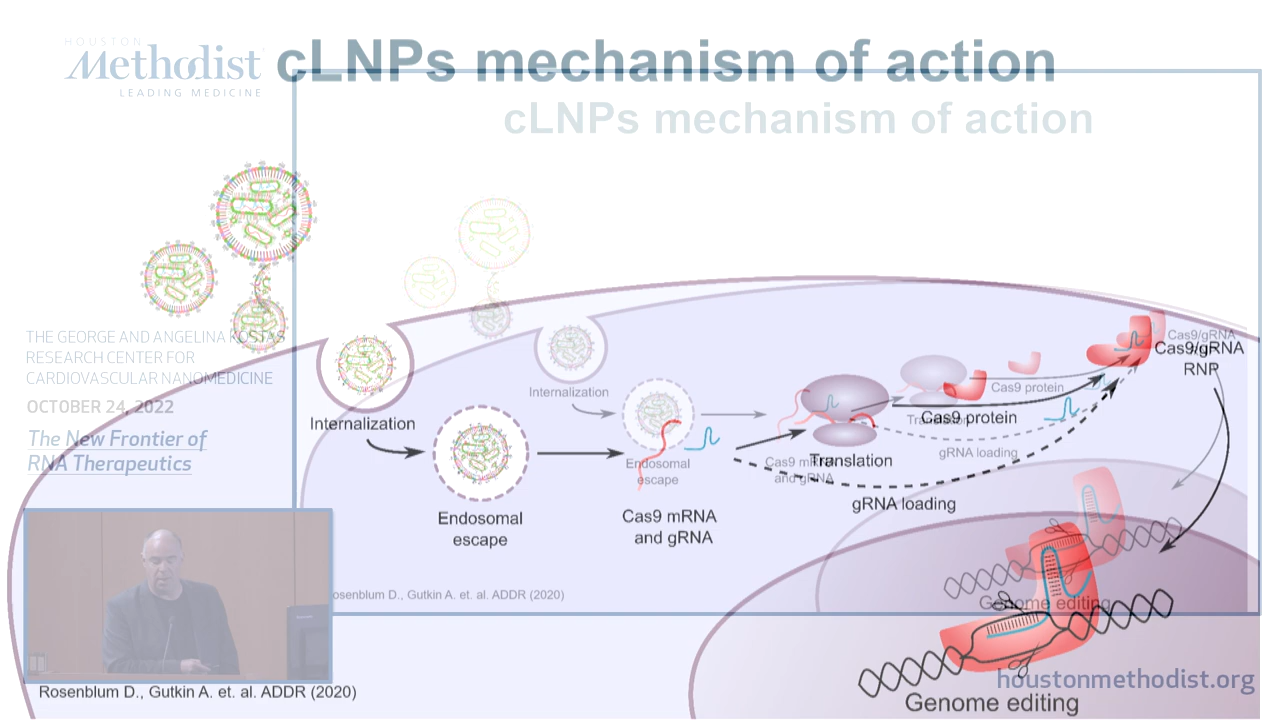 HOUSTON
Methodist
LEADING MEDICINE
cLNPs mechanism of action
cLNPs mechanism of action
THE GEORGE AND ANGELINA KOSTAS
RESEARCH CENTER FOR
CARDIOVASCULAR NANOMEDICINE
OCTOBER 24, 2022
The New Frontier of
RNA Therapeutics
Internalization
Endosomal
escape
Cas9 mRNA
and gRNA
Translation
Cas9 protein
gRNA loading
Cas9/gRNA
RNP
Genome editing
Internalization
Endosomal
escape
Cas9 mRNA
and gRNA
Translation
Cas9 protein
gRNA loading
Cas9/gRNA
Genome editing
osenblum D., Gutkin A. et. al. ADDR (2020)
Rosenblum D., Gutkin A. et. al. ADDR (2020)
houstonmethodist.org